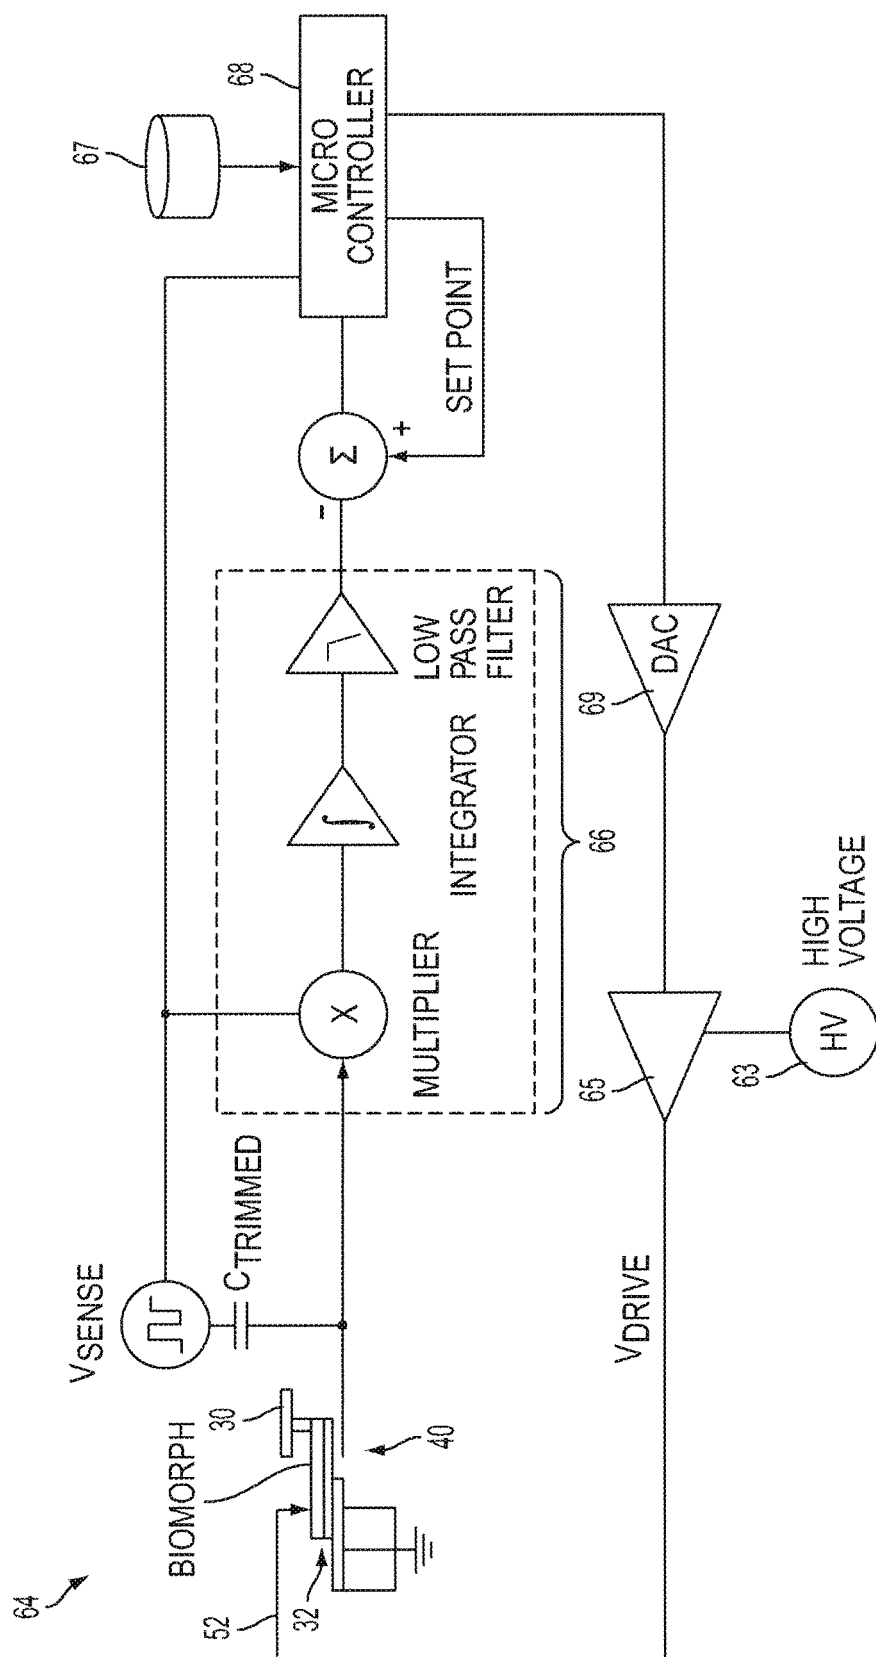 64
52
32
BIOMORPH
30
40
VSENSE
CTRIMMED
X
MULTIPLIER
∫
INTEGRATOR
LOW
PASS
FILTER
66
-
Σ
+
SET POINT
67
68
MICRO
CONTROLLER
VDRIVE
65
63
HV
HIGH
VOLTAGE
69
DAC